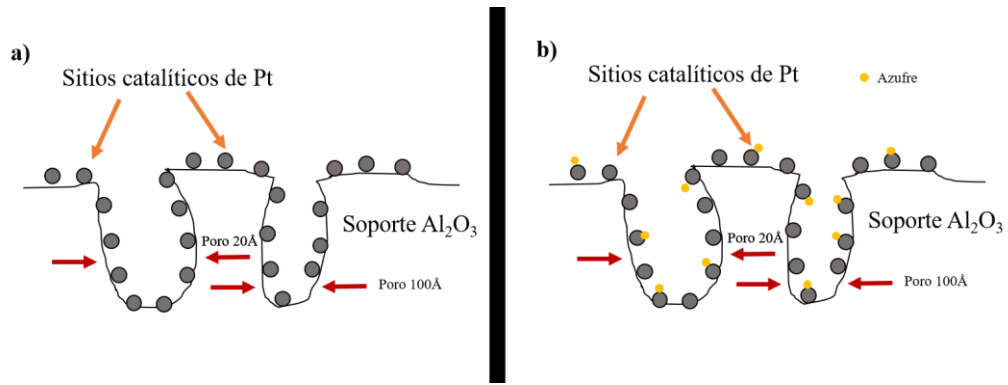 a)
Sitios catalíticos de Pt
Soporte Al₂O₃
Poro 20Å
Poro 100Å
b)
Sitios catalíticos de Pt
Azufre
Soporte Al₂O₃
Poro 20Å
Poro 100Å